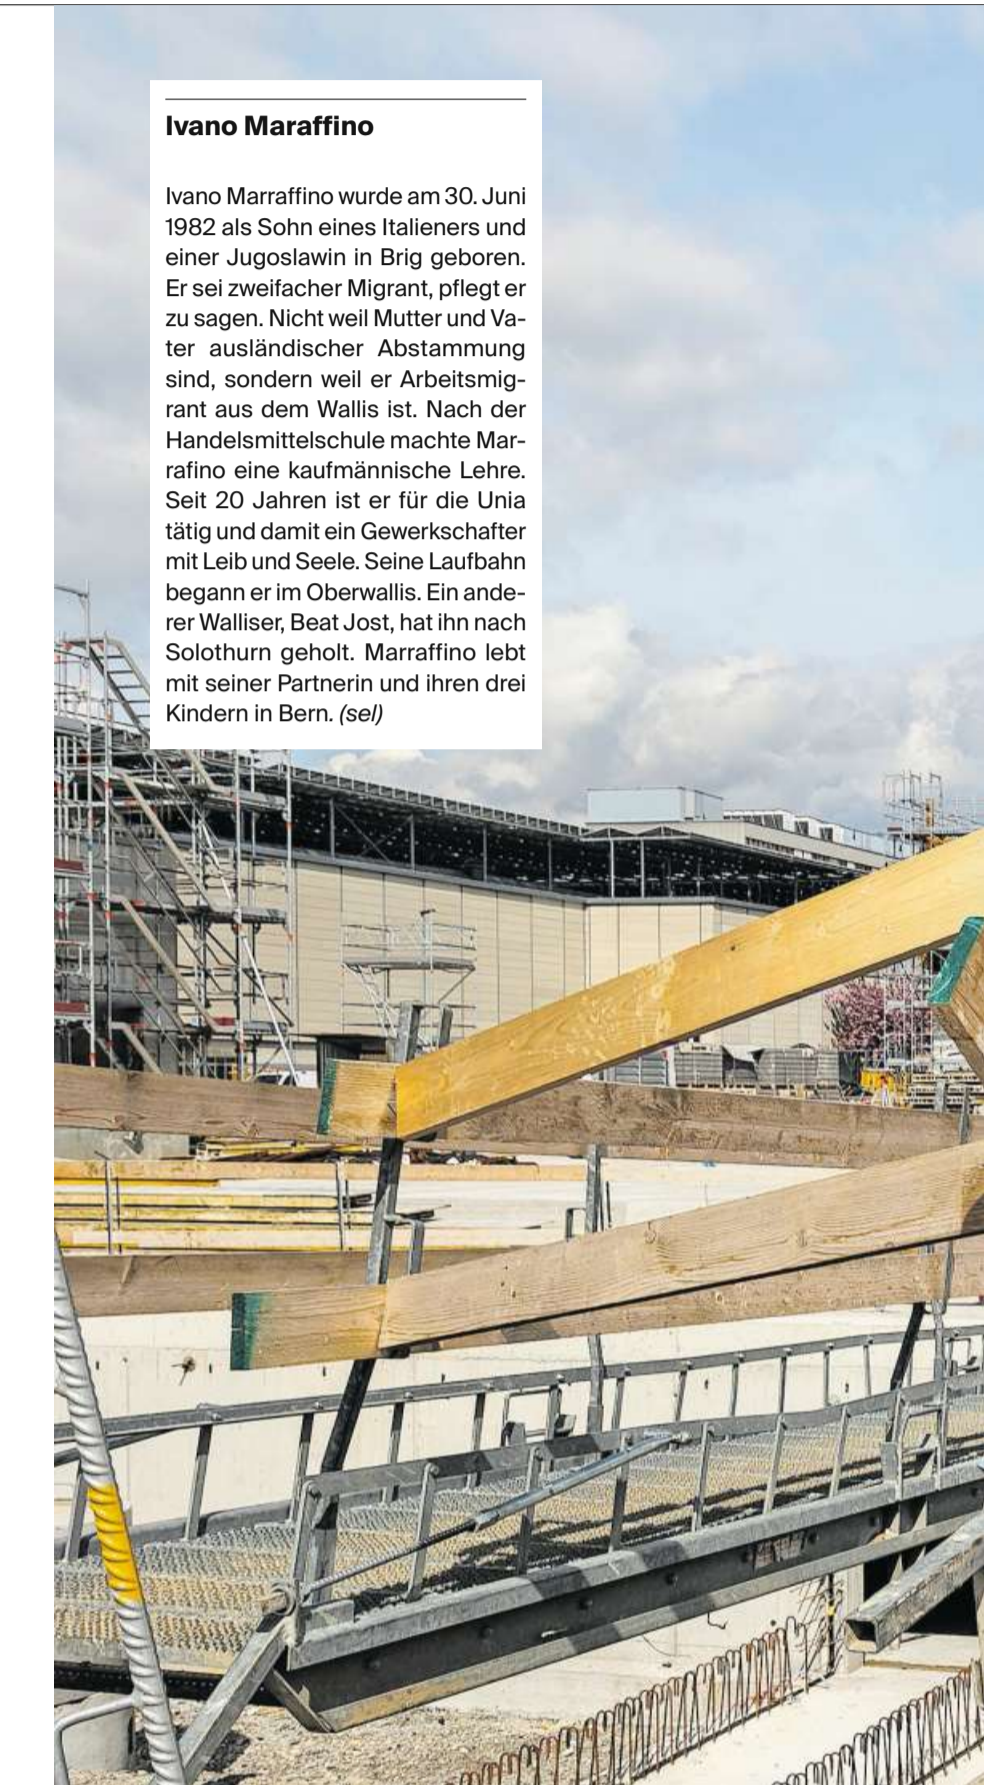 Ivano Maraffino
Ivano Marraffino wurde am 30. Juni
1982 als Sohn eines Italieners und
einer Jugoslawin in Brig geboren.
Er sei zweifacher Migrant, pflegt er
zu sagen. Nicht weil Mutter und Va-
ter ausländischer Abstammung
sind, sondern weil er Arbeitsmig-
rant aus dem Wallis ist. Nach der
Handelsmittelschule machte Mar-
rafino eine kaufmännische Lehre.
Seit 20 Jahren ist er für die Unia
tätig und damit ein Gewerkschafter
mit Leib und Seele. Seine Laufbahn
begann er im Oberwallis. Ein ande-
rer Walliser, Beat Jost, hat ihn nach
Solothurn geholt. Marraffino lebt
mit seiner Partnerin und ihren drei
Kindern in Bern. (sel)